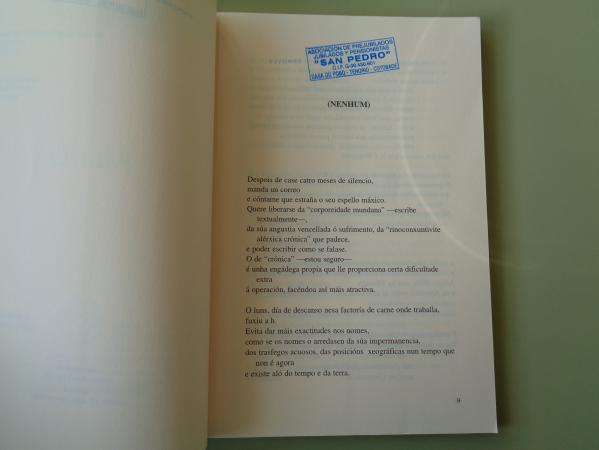 ASOCIACIÓN DE PREJUBILADOS
JUBILADOS Y PENSIONISTAS
"SAN PEDRO"
C.I.F. G-36.450.601
CASA DO POBO - TENORIO - COTOBADE
(NENHUM)
Despois de case catro meses de silencio,
manda un correo
e cóntame que estraña o seu espello máxico.
Quere liberarse da "corporeidade mundana" —escribe
textualmente—,
da súa angustia vencellada ó sufrimento, da "rinoconxuntivite
alérxica crónica" que padece,
e poder escribir como se falase.
O de "crónica" —estou seguro—
é unha engádega propia que lle proporciona certa dificultade
extra
á operación, facéndoa así máis atractiva.
O luns, día de descanso nesa factoría de carne onde traballa,
fuxiu a h.
Evita dar máis exactitudes nos nomes,
como se os nomes o arredasen da súa impermanencia,
dos trasfegos acuosos, das posicións xeográficas nun tempo que
non é agora
e existe aló do tempo e da terra.
9